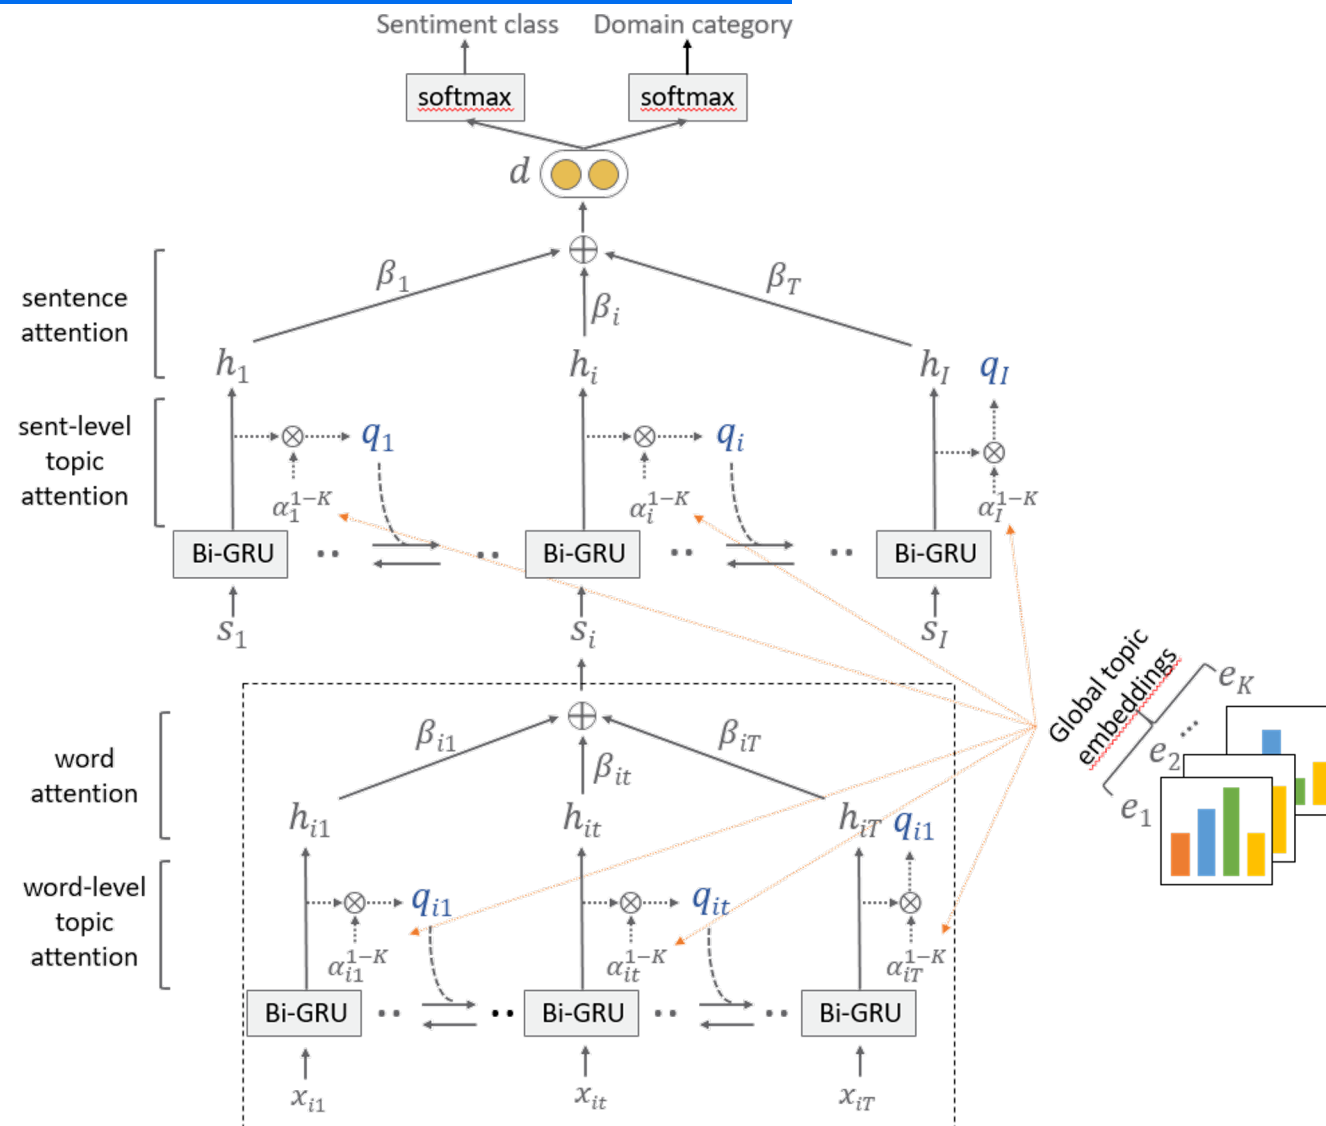 Sentiment class Domain category
softmax softmax
d
β1 βi βT
sentence
attention
h1 hi hI qI
sent-level
topic
attention
q1 qi
α1^1−K αi^1−K αI^1−K
Bi-GRU ·· ·· Bi-GRU ·· ·· Bi-GRU
s1 si sI
Global topic
embeddings
eK
...
e2
e1
word
attention
βi1 βit βiT
hi1 hit hiT qi1
word-level
topic
attention
qi1 qit
αi1^1−K αit^1−K αiT^1−K
Bi-GRU ·· ·· Bi-GRU ·· ·· Bi-GRU
xi1 xit xiT